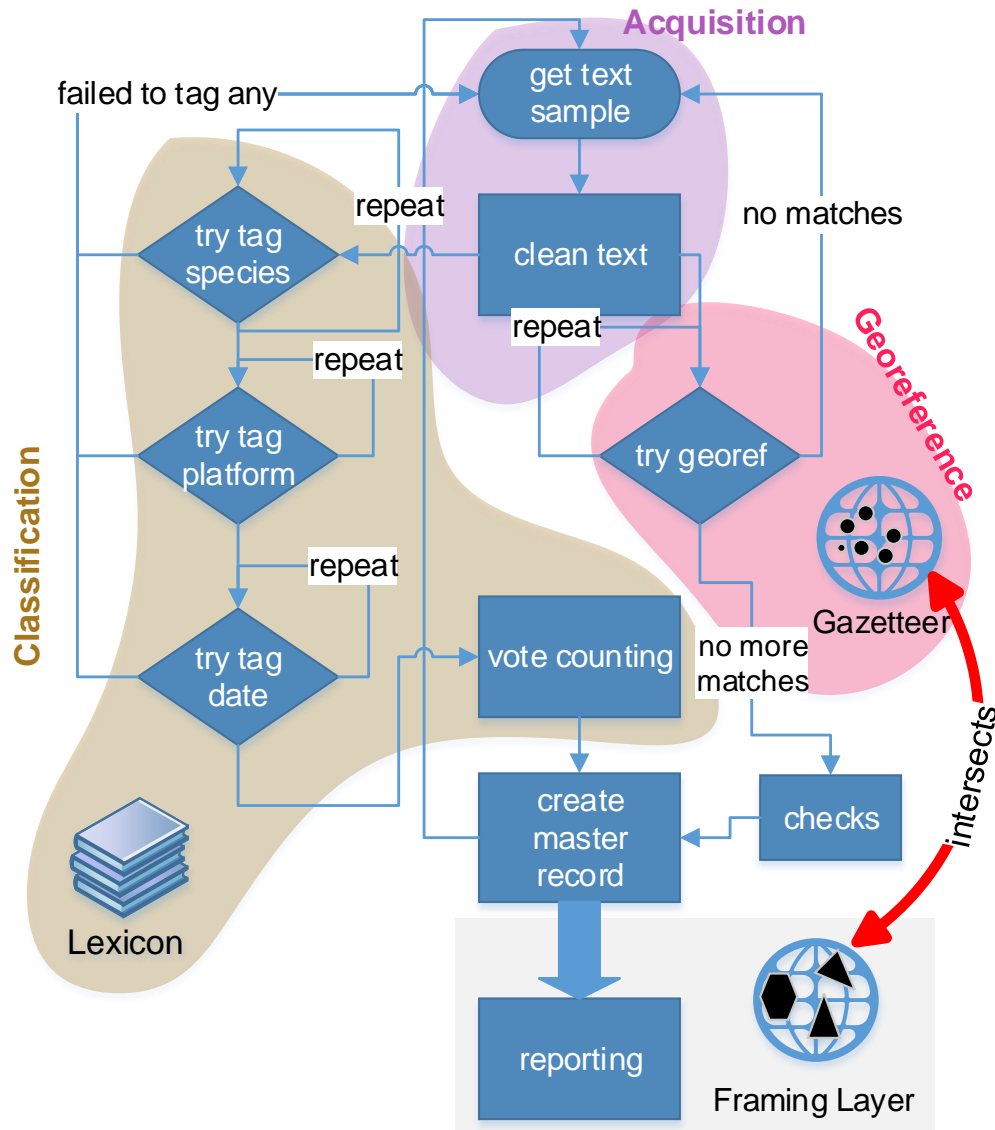 Acquisition
get text
sample
failed to tag any
repeat
no matches
try tag
species
clean text
repeat
Georeference
repeat
try tag
platform
try georef
Classification
repeat
Gazetteer
try tag
date
vote counting
no more
matches
intersects
create
master
record
checks
Lexicon
reporting
Framing Layer